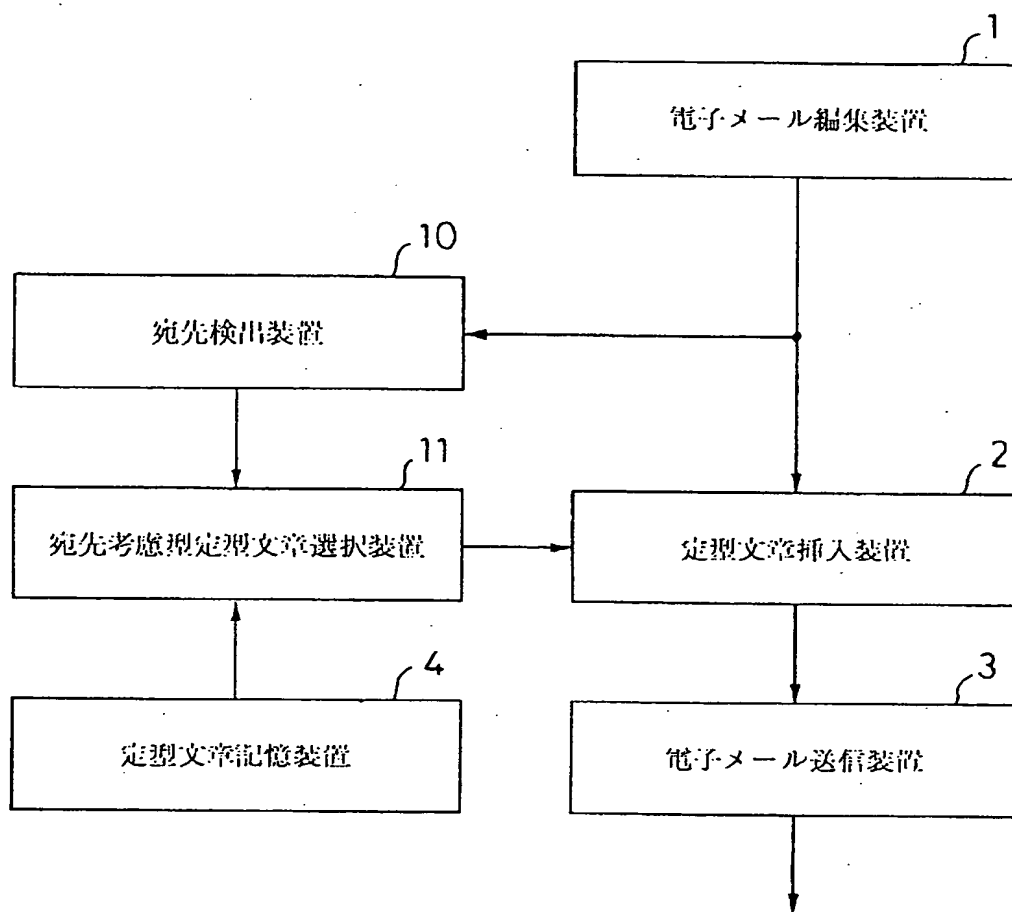 1
電子メール編集装置
10
宛先検出装置
11
宛先考慮型定型文章選択装置
2
定型文章挿入装置
4
定型文章記憶装置
3
電子メール送信装置